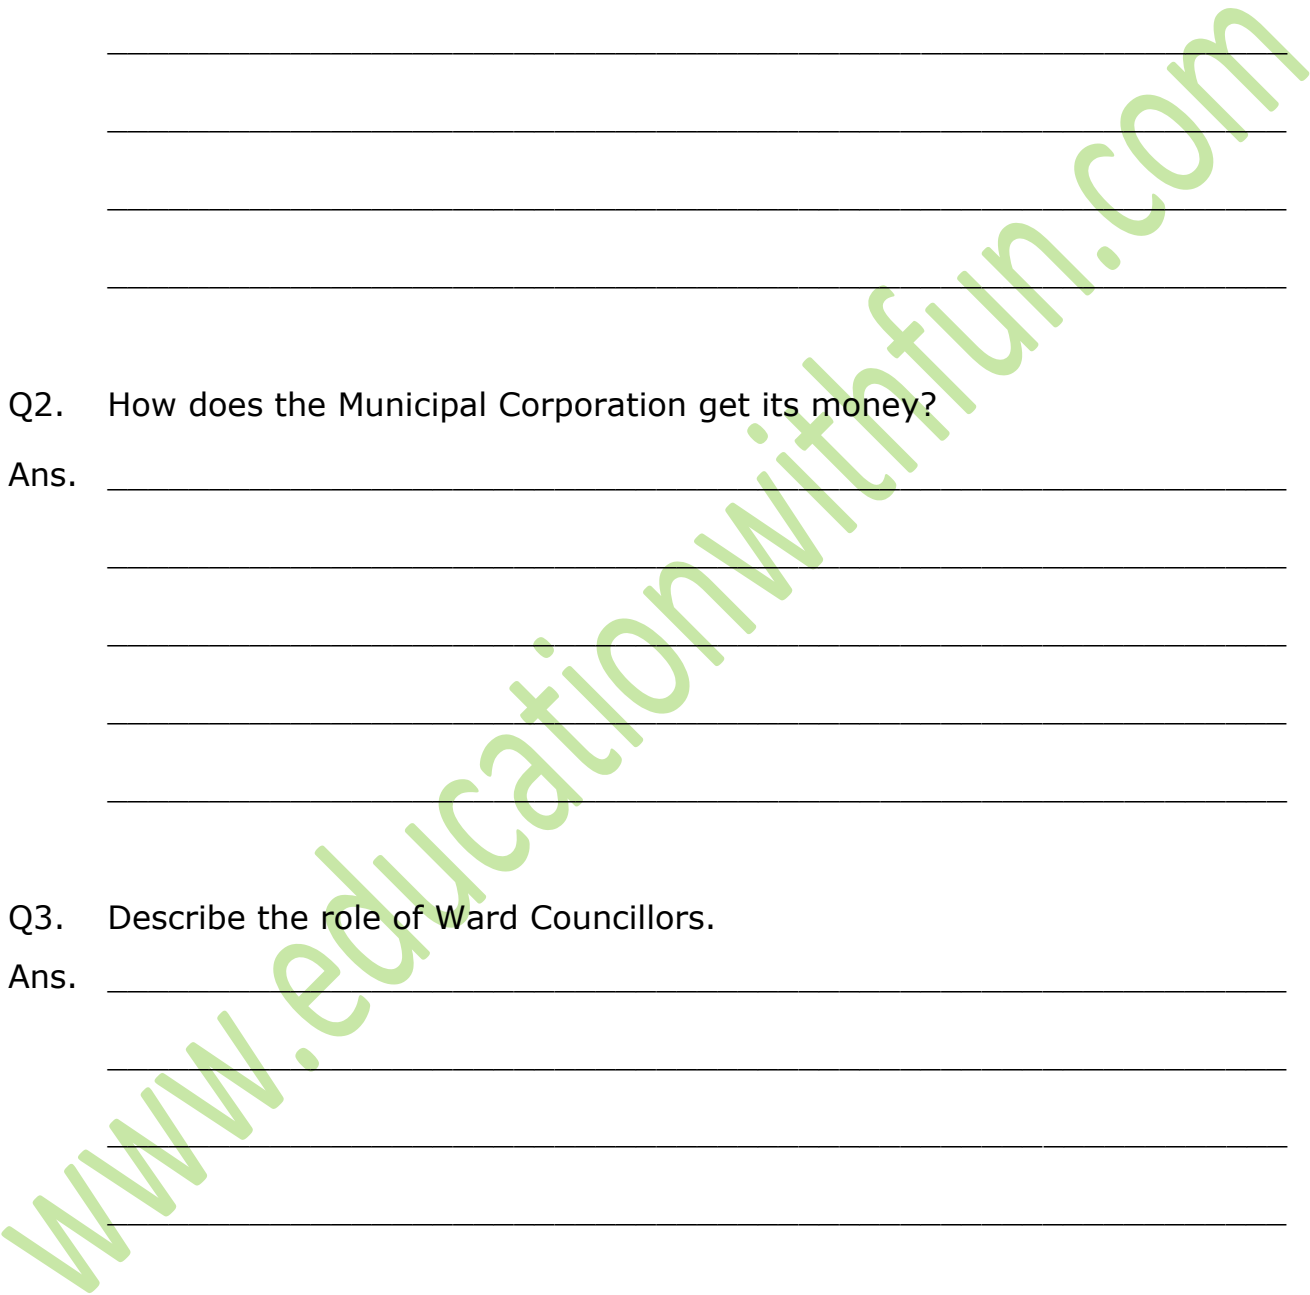 Q2. How does the Municipal Corporation get its money?
Ans.
Q3. Describe the role of Ward Councillors.
Ans.
www.educationwithfun.com